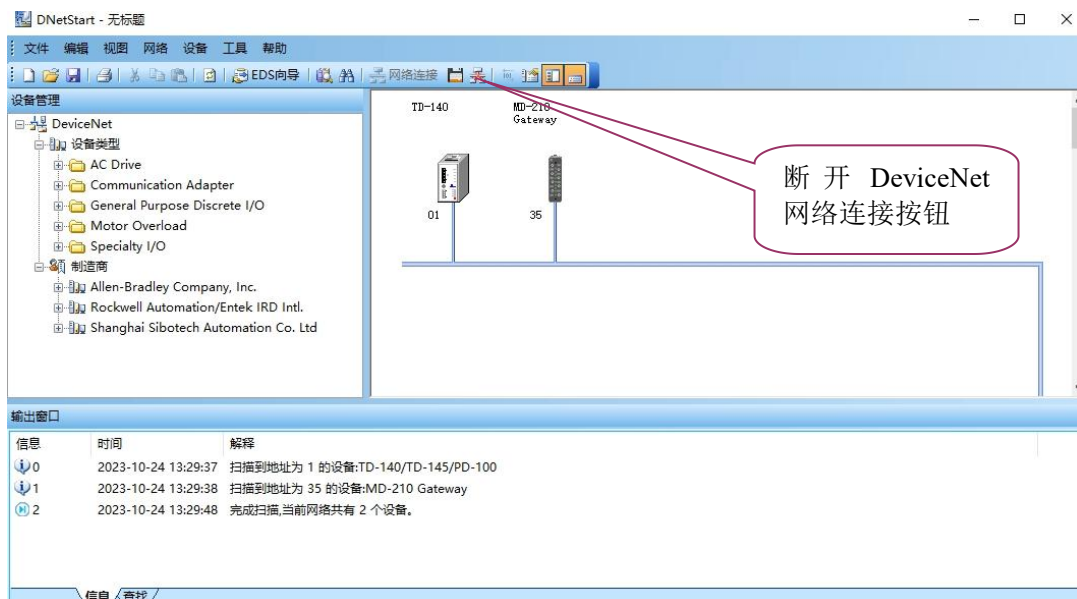 DNetStart - 无标题
文件 编辑 视图 网络 设备 工具 帮助
EDS向导 网络连接
设备管理
DeviceNet
设备类型
AC Drive
Communication Adapter
General Purpose Discrete I/O
Motor Overload
Specialty I/O
制造商
Allen-Bradley Company, Inc.
Rockwell Automation/Entek IRD Intl.
Shanghai Sibotech Automation Co. Ltd
TD-140
MD-210
Gateway
01
35
断 开 DeviceNet
网络连接按钮
输出窗口
信息 时间 解释
0 2023-10-24 13:29:37 扫描到地址为 1 的设备:TD-140/TD-145/PD-100
1 2023-10-24 13:29:38 扫描到地址为 35 的设备:MD-210 Gateway
2 2023-10-24 13:29:48 完成扫描,当前网络共有 2 个设备。
信息 查找